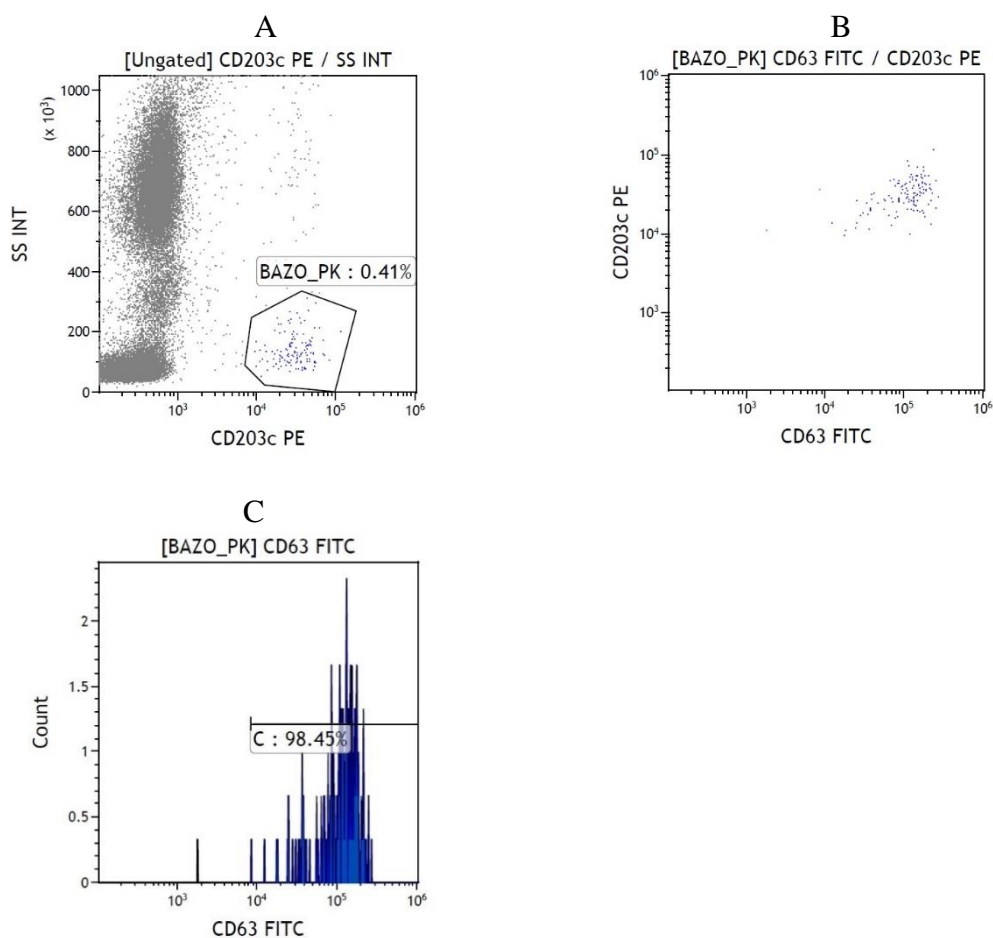 A
[Ungated] CD203c PE / SS INT
(x 10³)
1000
800
600
400
200
0
SS INT
BAZO_PK : 0.41%
10³ 10⁴ 10⁵ 10⁶
CD203c PE
B
[BAZO_PK] CD63 FITC / CD203c PE
10⁶
10⁵
10⁴
10³
CD203c PE
10³ 10⁴ 10⁵ 10⁶
CD63 FITC
C
[BAZO_PK] CD63 FITC
2
1.5
1
0.5
0
Count
C : 98.45%
10³ 10⁴ 10⁵ 10⁶
CD63 FITC